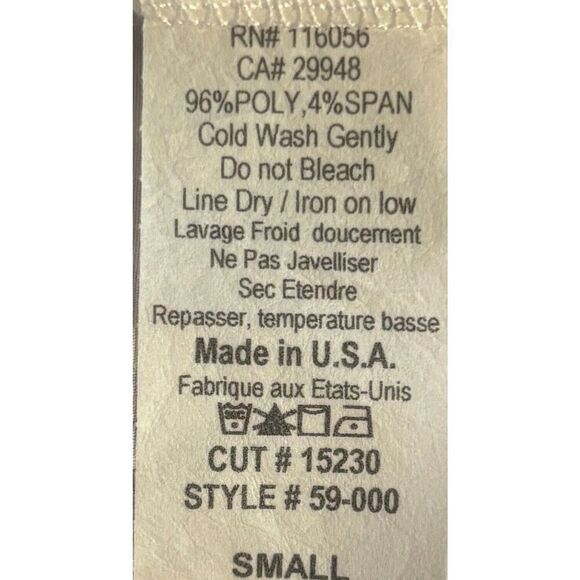 RN# 116056
CA# 29948
96%POLY,4%SPAN
Cold Wash Gently
Do not Bleach
Line Dry / Iron on low
Lavage Froid doucement
Ne Pas Javelliser
Sec Etendre
Repasser, temperature basse
Made in U.S.A.
Fabrique aux Etats-Unis
CUT # 15230
STYLE # 59-000
SMALL